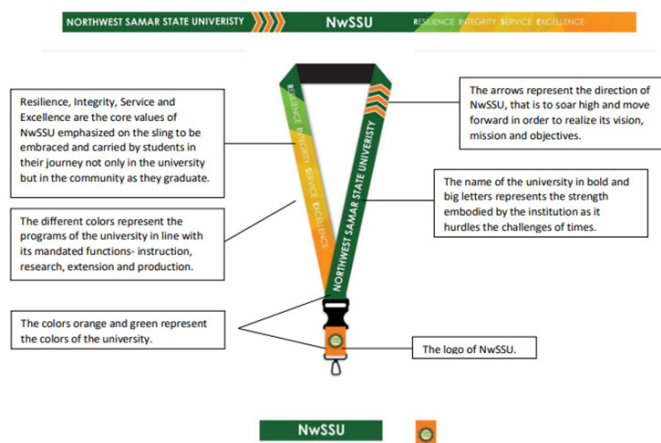 NORTHWEST SAMAR STATE UNIVERISTY NwSSU RESILIENCE INTEGRITY SERVICE EXCELLENCE
Resilience, Integrity, Service and
Excellence are the core values of
NwSSU emphasized on the sling to be
embraced and carried by students
in their journey not only in the university
but in the community as they graduate.
The different colors represent the
programs of the university in line with
its mandated functions- instruction,
research, extension and production.
The colors orange and green represent
the colors of the university.
RESILIENCE INTEGRITY SERVICE EXCELLENCE
NORTHWEST SAMAR STATE UNIVERISTY
The arrows represent the direction of
NwSSU, that is to soar high and move
forward in order to realize its vision,
mission and objectives.
The name of the university in bold and
big letters represents the strength
embodied by the institution as it
hurdles the challenges of times.
The logo of NwSSU.
NwSSU